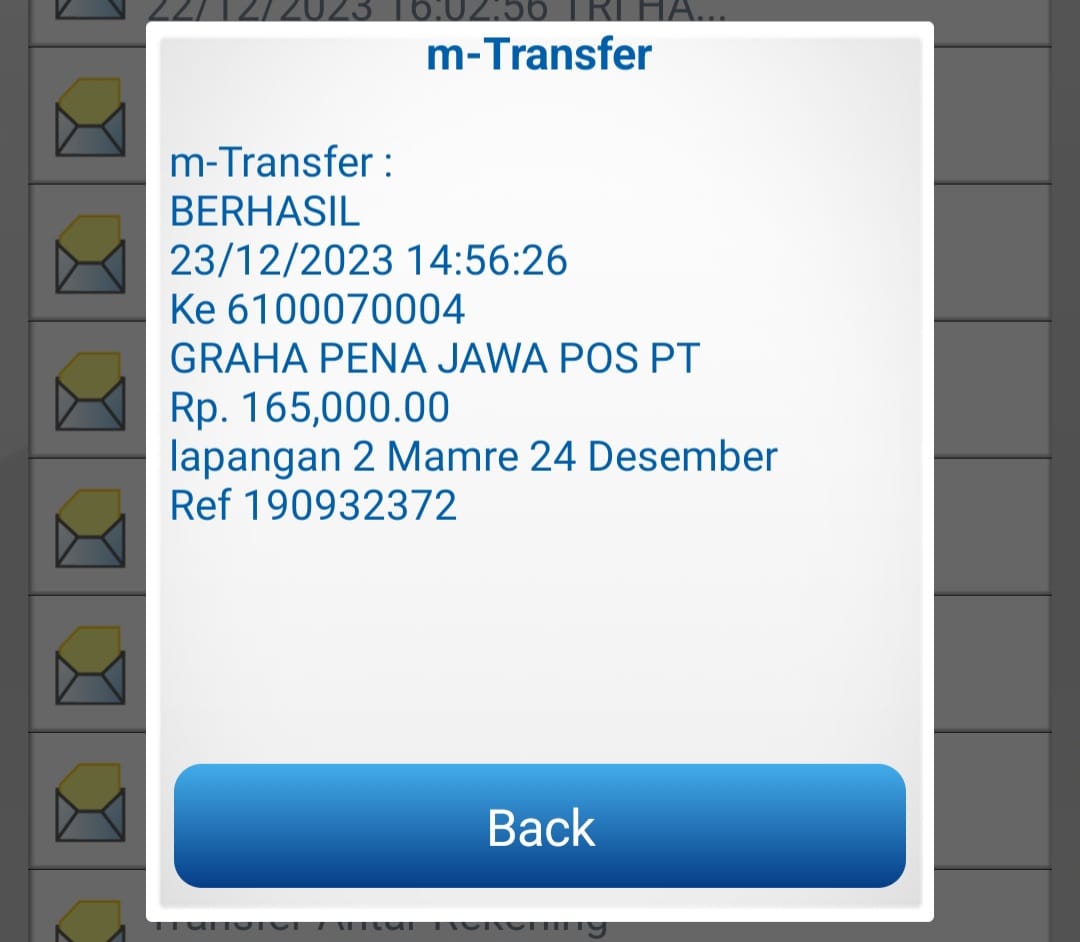 22/12/2023 16:02:56 TRI HA...
m-Transfer
m-Transfer :
BERHASIL
23/12/2023 14:56:26
Ke 6100070004
GRAHA PENA JAWA POS PT
Rp. 165,000.00
lapangan 2 Mamre 24 Desember
Ref 190932372
Back
Transfer Antar Rekening